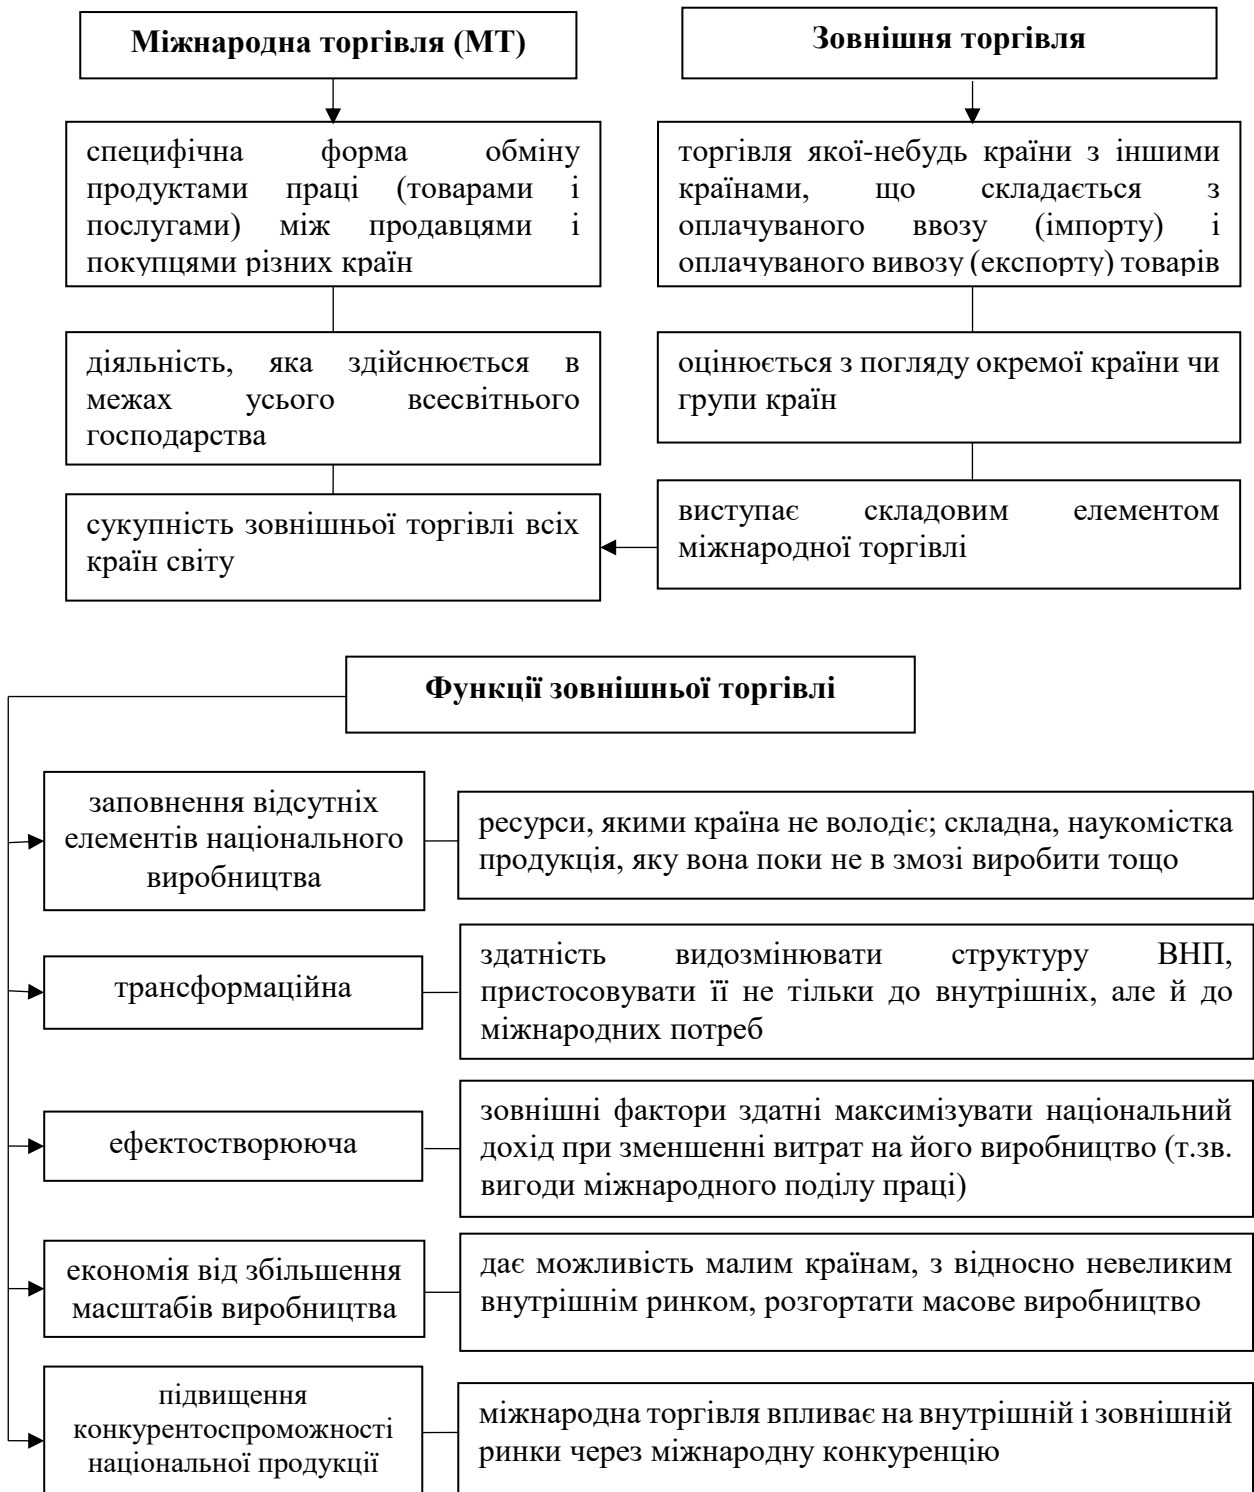 Міжнародна торгівля (МТ)
Зовнішня торгівля
специфічна форма обміну
продуктами праці (товарами і
послугами) між продавцями і
покупцями різних країн
торгівля якої-небудь країни з іншими
країнами, що складається з
оплачуваного ввозу (імпорту) і
оплачуваного вивозу (експорту) товарів
діяльність, яка здійснюється в
межах усього всесвітнього
господарства
оцінюється з погляду окремої країни чи
групи країн
сукупність зовнішньої торгівлі всіх
країн світу
виступає складовим елементом
міжнародної торгівлі
Функції зовнішньої торгівлі
заповнення відсутніх
елементів національного
виробництва
ресурси, якими країна не володіє; складна, наукомістка
продукція, яку вона поки не в змозі виробити тощо
трансформаційна
здатність видозмінювати структуру ВНП,
пристосовувати її не тільки до внутрішніх, але й до
міжнародних потреб
ефектостворююча
зовнішні фактори здатні максимізувати національний
дохід при зменшенні витрат на його виробництво (т.зв.
вигоди міжнародного поділу праці)
економія від збільшення
масштабів виробництва
дає можливість малим країнам, з відносно невеликим
внутрішнім ринком, розгортати масове виробництво
підвищення
конкурентоспроможності
національної продукції
міжнародна торгівля впливає на внутрішній і зовнішній
ринки через міжнародну конкуренцію